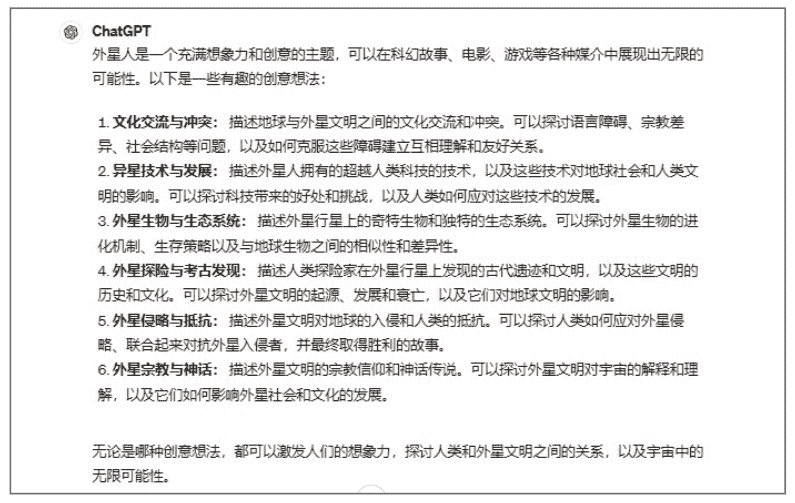 ChatGPT
外星人是一个充满想象力和创意的主题，可以在科幻故事、电影、游戏等各种媒介中展现出无限的
可能性。以下是一些有趣的创意想法：
1. 文化交流与冲突： 描述地球与外星文明之间的文化交流和冲突。可以探讨语言障碍、宗教差
异、社会结构等问题，以及如何克服这些障碍建立互相理解和友好关系。
2. 异星技术与发展： 描述外星人拥有的超越人类科技的技术，以及这些技术对地球社会和人类文
明的影响。可以探讨科技带来的好处和挑战，以及人类如何应对这些技术的发展。
3. 外星生物与生态系统： 描述外星行星上的奇特生物和独特的生态系统。可以探讨外星生物的进
化机制、生存策略以及与地球生物之间的相似性和差异性。
4. 外星探险与考古发现： 描述人类探险家在外星行星上发现的古代遗迹和文明，以及这些文明的
历史和文化。可以探讨外星文明的起源、发展和衰亡，以及它们对地球文明的影响。
5. 外星侵略与抵抗： 描述外星文明对地球的入侵和人类的抵抗。可以探讨人类如何应对外星侵
略、联合起来对抗外星入侵者，并最终取得胜利的故事。
6. 外星宗教与神话： 描述外星文明的宗教信仰和神话传说。可以探讨外星文明对宇宙的解释和理
解，以及它们如何影响外星社会和文化的发展。
无论是哪种创意想法，都可以激发人们的想象力，探讨人类和外星文明之间的关系，以及宇宙中的
无限可能性。